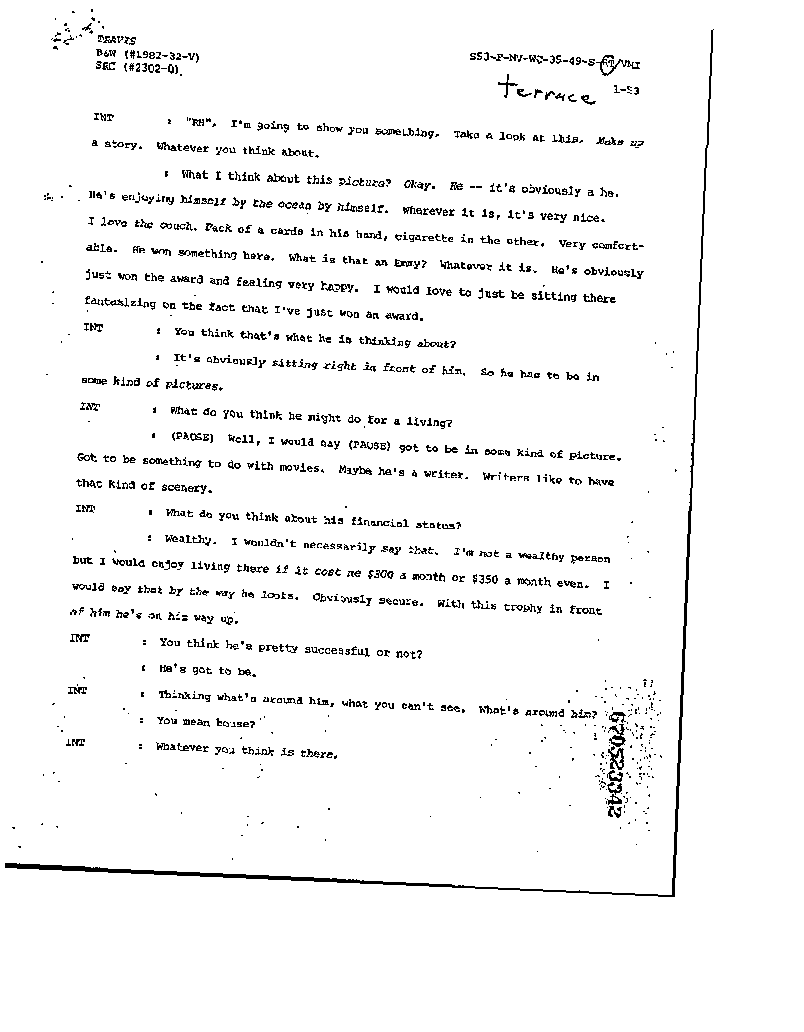 TRAVIS
B&W (#1982-32-V)
SRC (#2302-0).
SSJ-F-NV-WC-35-49-S-RT/VMI
terrace 1-53
INT : "RH", I'm going to show you something. Take a look at this. Make up
a story. Whatever you think about.
: What I think about this picture? Okay. He -- it's obviously a he.
He's enjoying himself by the ocean by himself. Wherever it is, it's very nice.
I love the couch. Pack of a cards in his hand, cigarette in the other. Very comfort-
able. He won something here. What is that an Emmy? Whatever it is. He's obviously
just won the award and feeling very happy. I would love to just be sitting there
fantasizing on the fact that I've just won an award.
INT : You think that's what he is thinking about?
: It's obviously sitting right in front of him. So he has to be in
some kind of pictures.
INT : What do you think he might do for a living?
: (PAUSE) Well, I would say (PAUSE) got to be in some kind of picture.
Got to be something to do with movies. Maybe he's a writer. Writers like to have
that kind of scenery.
INT : What do you think about his financial status?
: Wealthy. I wouldn't necessarily say that. I'm not a wealthy person
but I would enjoy living there if it cost me $300 a month or $350 a month even. I
would say that by the way he looks. Obviously secure. With this trophy in front
of him he's on his way up.
INT : You think he's pretty successful or not?
: He's got to be.
INT : Thinking what's around him, what you can't see. What's around him?
: You mean house?
INT : Whatever you think is there.